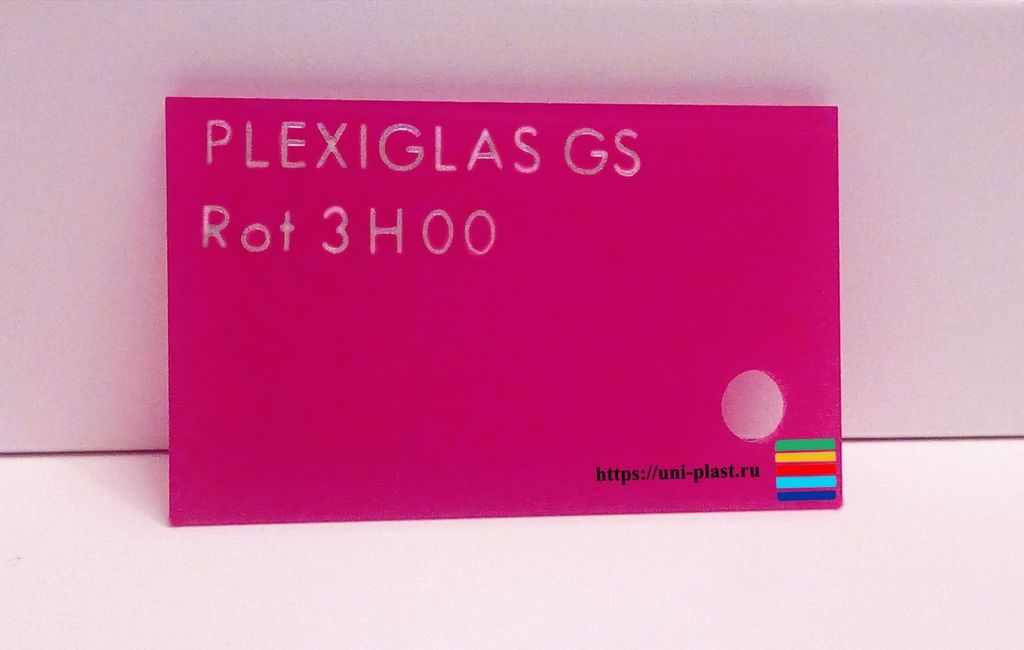 PLEXIGLAS GS
Rot 3H00
https://uni-plast.ru